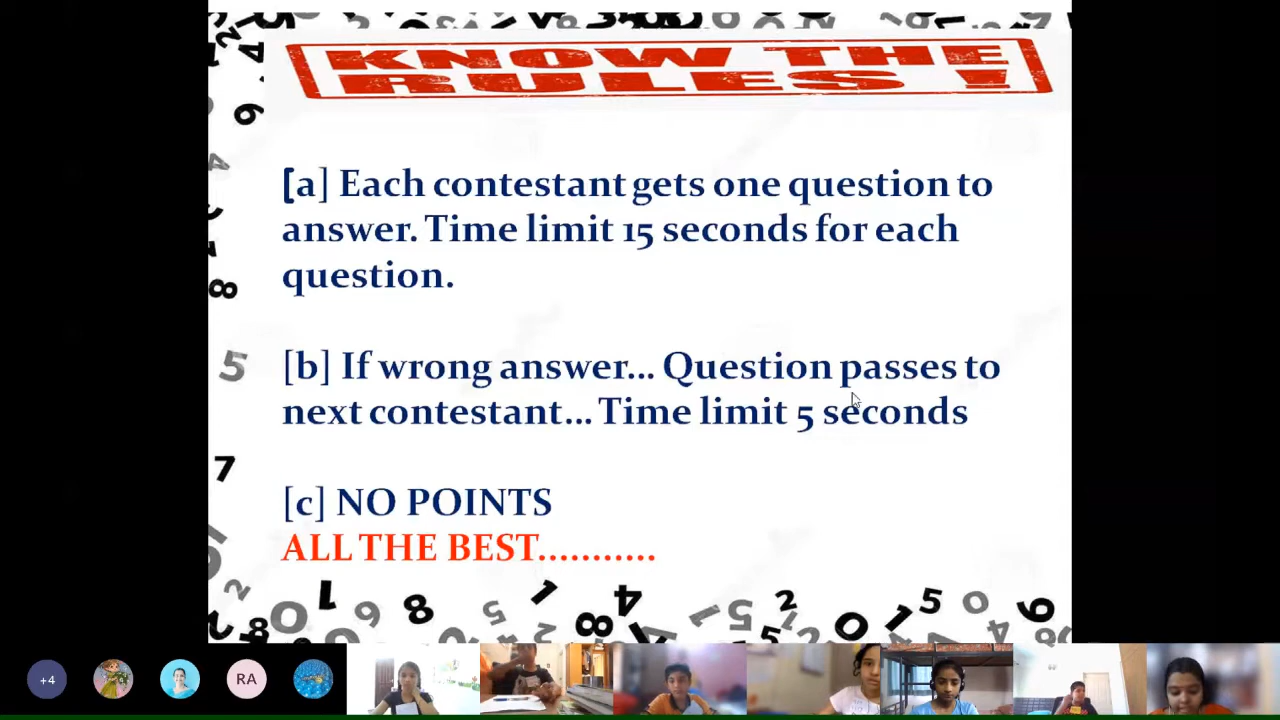 KNOW THE
RULES !
[a] Each contestant gets one question to
answer. Time limit 15 seconds for each
question.
[b] If wrong answer... Question passes to
next contestant... Time limit 5 seconds
[c] NO POINTS
ALL THE BEST...........
+4
RA